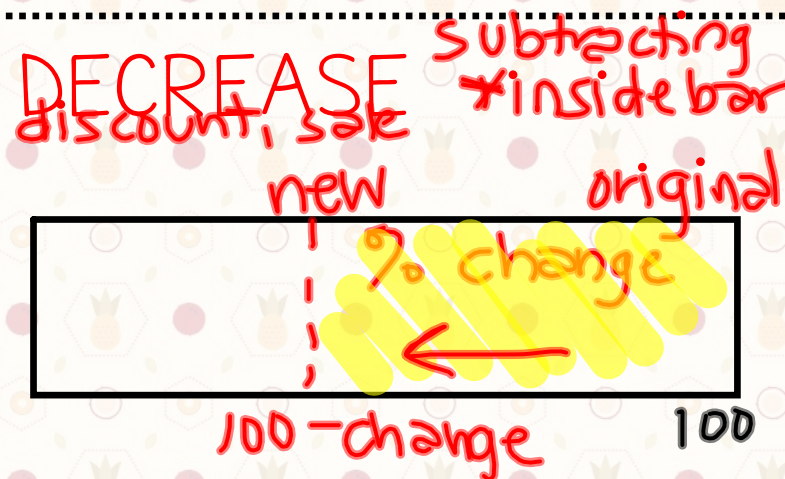 DECREASE
discount, sale
subtracting
*inside bar
new
original
% change
100-change
100